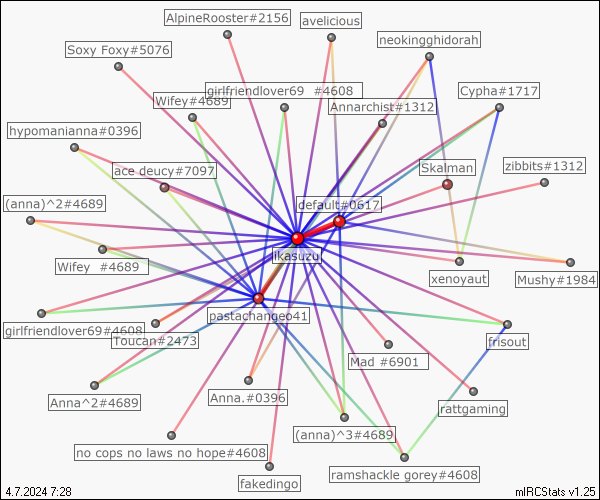 AlpineRooster#2156
avelicious
neokingghidorah
Soxy Foxy#5076
girlfriendlover69 #4608
Cypha#1717
Wifey#4689
Annarchist#1312
hypomanianna#0396
ace deucy#7097
Skalman
zibbits#1312
(anna)^2#4689
default#0617
likasuzu
Wifey #4689
xenoyaut
Mushy#1984
pastachangeo41
girlfriendlover69#4608
Toucan#2473
frisout
Mad #6901
Anna^2#4689
Anna.#0396
rattgaming
(anna)^3#4689
no cops no laws no hope#4608
ramshackle gorey#4608
fakedingo
4.7.2024 7:28
mIRCStats v1.25